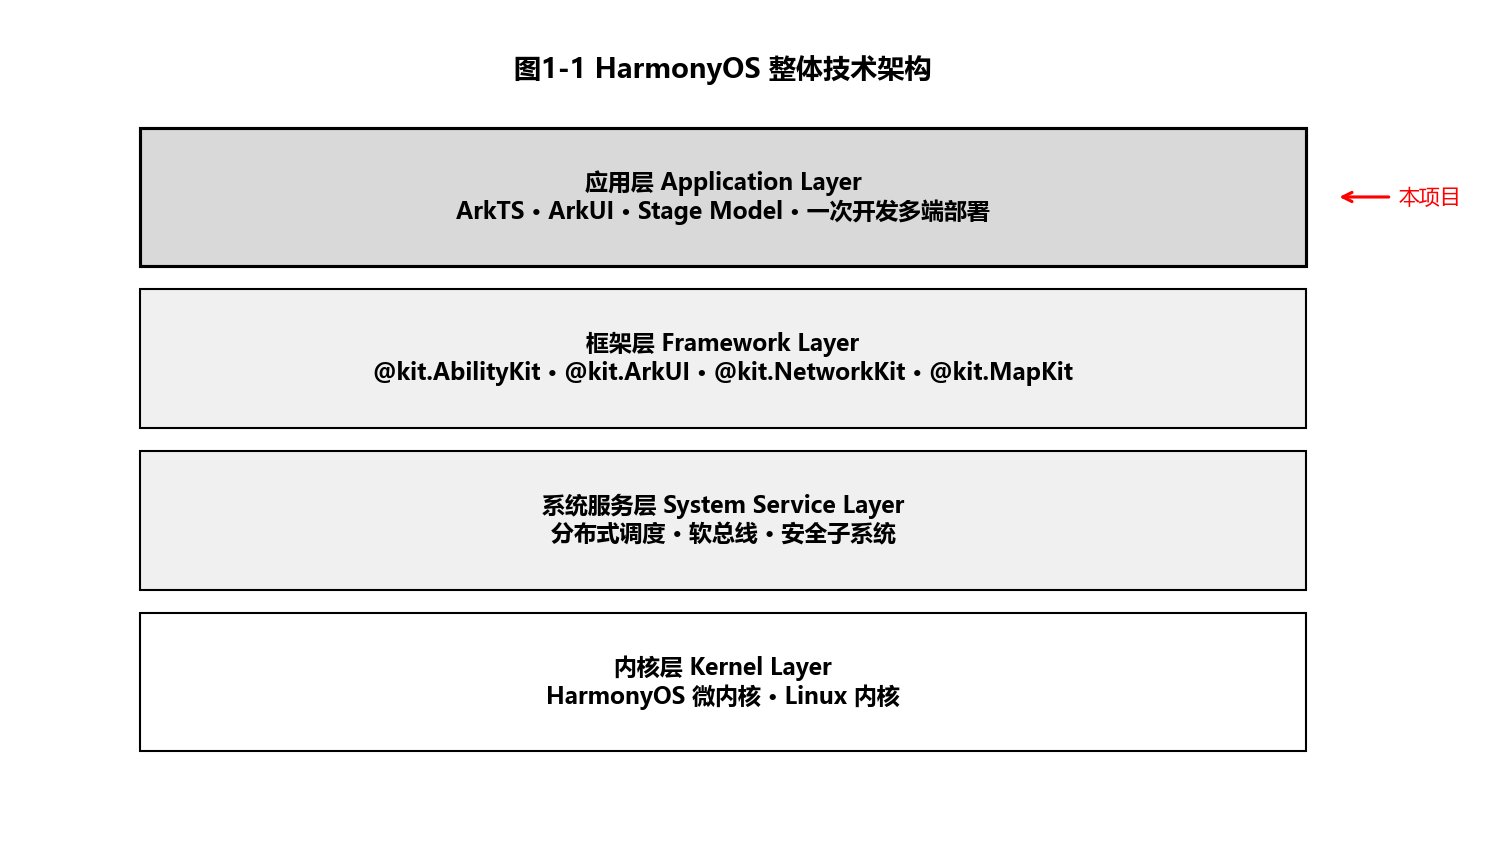 图1-1 HarmonyOS 整体技术架构
应用层 Application Layer
ArkTS • ArkUI • Stage Model • 一次开发多端部署
本项目
框架层 Framework Layer
@kit.AbilityKit • @kit.ArkUI • @kit.NetworkKit • @kit.MapKit
系统服务层 System Service Layer
分布式调度 • 软总线 • 安全子系统
内核层 Kernel Layer
HarmonyOS 微内核 • Linux 内核